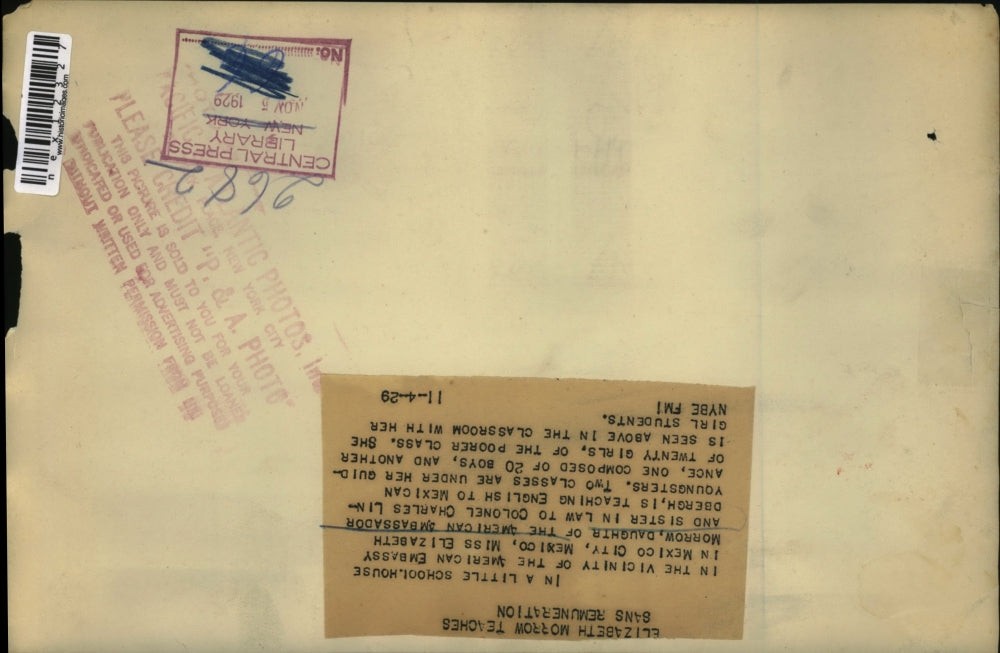 ELIZABETH MORROW TEACHES
SANS REMUNERATION
IN A LITTLE SCHOOLHOUSE
IN THE VICINITY OF THE AMERICAN EMBASSY
IN MEXICO CITY, MEXICO, MISS ELIZABETH
MORROW, DAUGHTR OF THE AMERICAN AMBASSADOR
AND SISTER IN LAW TO COLONEL CHARLES LIN-
DBERGH, IS TEACHING ENGLISH TO MEXICAN
YOUNGSTERS. TWO CLASSES ARE UNDER HER GUID-
ANCE, ONE COMPOSED OF 20 BOYS, AND ANOTHER
OF TWENTY GIRLS, OF THE POORER CLASS. SHE
IS SEEN ABOVE IN THE CLASSROOM WITH HER
GIRL STUDENTS.
NYBE FMI 11-4-29
CENTRAL PRESS
LIBRARY
NEW YORK
NOV 5 1929
No.
2682
PACIFIC & ATLANTIC PHOTOS, Inc
NEW YORK CITY
PLEASE CREDIT "P. & A. PHOTO"
THIS PICTURE IS SOLD TO YOU FOR YOUR
PUBLICATION ONLY AND MUST NOT BE LOANED
SYNDICATED OR USED FOR ADVERTISING PURPOSES
WITHOUT WRITTEN PERMISSION FROM US
www.historicimages.com
nex12327